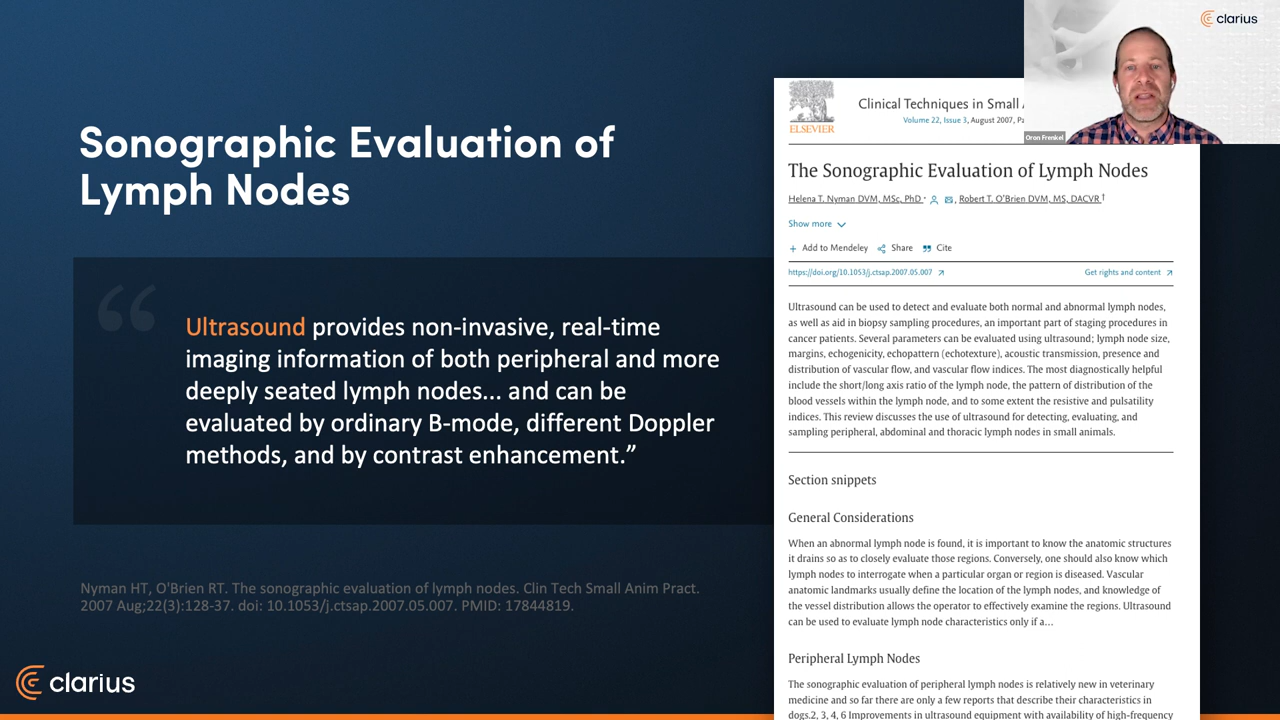 clarius
Oron Frenkel
Sonographic Evaluation of
Lymph Nodes
“
Ultrasound provides non-invasive, real-time
imaging information of both peripheral and more
deeply seated lymph nodes... and can be
evaluated by ordinary B-mode, different Doppler
methods, and by contrast enhancement.”
Nyman HT, O'Brien RT. The sonographic evaluation of lymph nodes. Clin Tech Small Anim Pract.
2007 Aug;22(3):128-37. doi: 10.1053/j.ctsap.2007.05.007. PMID: 17844819.
clarius
ELSEVIER
Clinical Techniques in Small
Volume 22, Issue 3, August 2007,
The Sonographic Evaluation of Lymph Nodes
Helena T. Nyman DVM, MSc, PhD *, Robert T. O'Brien DVM, MS, DACVR †
Show more
+ Add to Mendeley Share Cite
https://doi.org/10.1053/j.ctsap.2007.05.007 Get rights and content
Ultrasound can be used to detect and evaluate both normal and abnormal lymph nodes,
as well as aid in biopsy sampling procedures, an important part of staging procedures in
cancer patients. Several parameters can be evaluated using ultrasound; lymph node size,
margins, echogenicity, echopattern (echotexture), acoustic transmission, presence and
distribution of vascular flow, and vascular flow indices. The most diagnostically helpful
include the short/long axis ratio of the lymph node, the pattern of distribution of the
blood vessels within the lymph node, and to some extent the resistive and pulsatility
indices. This review discusses the use of ultrasound for detecting, evaluating, and
sampling peripheral, abdominal and thoracic lymph nodes in small animals.
Section snippets
General Considerations
When an abnormal lymph node is found, it is important to know the anatomic structures
it drains so as to closely evaluate those regions. Conversely, one should also know which
lymph nodes to interrogate when a particular organ or region is diseased. Vascular
anatomic landmarks usually define the location of the lymph nodes, and knowledge of
the vessel distribution allows the operator to effectively examine the regions. Ultrasound
can be used to evaluate lymph node characteristics only if a…
Peripheral Lymph Nodes
The sonographic evaluation of peripheral lymph nodes is relatively new in veterinary
medicine and so far there are only a few reports that describe their characteristics in
dogs.2, 3, 4, 6 Improvements in ultrasound equipment with availability of high-frequency